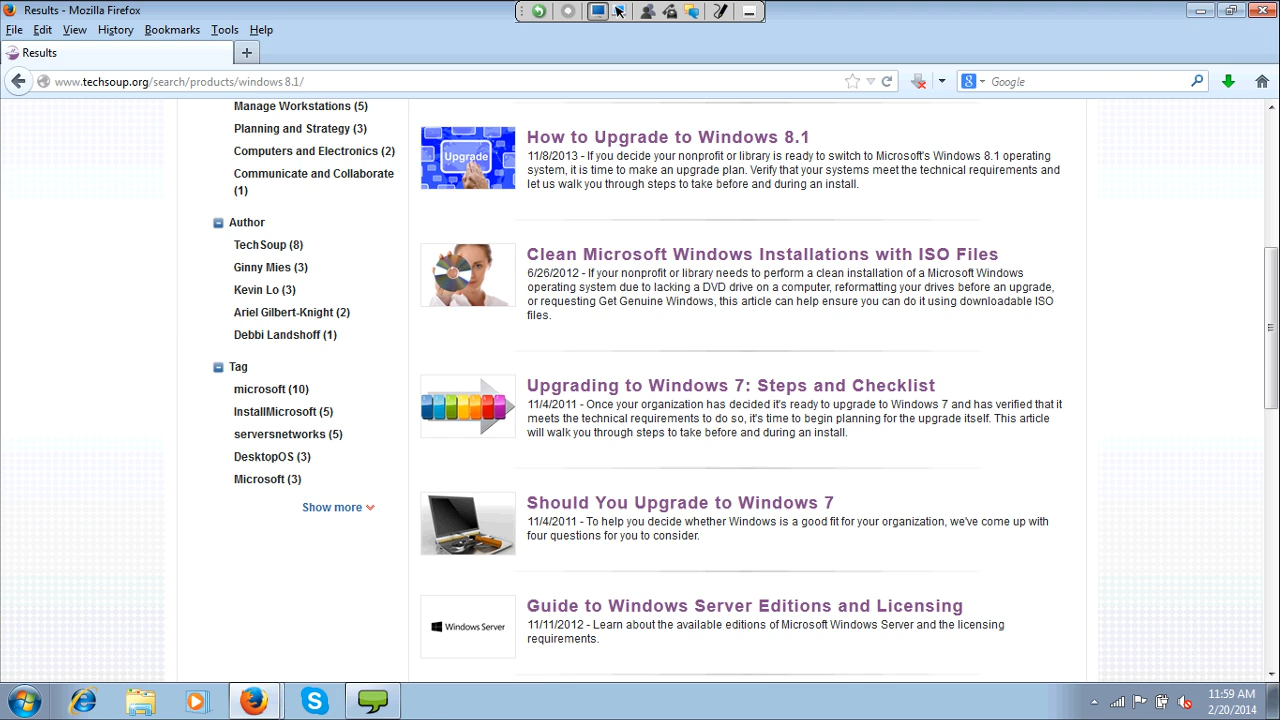 Results - Mozilla Firefox
File Edit View History Bookmarks Tools Help
Results
www.techsoup.org/search/products/windows 8.1/
Google
Manage Workstations (5)
Planning and Strategy (3)
Computers and Electronics (2)
Communicate and Collaborate
(1)
Author
TechSoup (8)
Ginny Mies (3)
Kevin Lo (3)
Ariel Gilbert-Knight (2)
Debbi Landshoff (1)
Tag
microsoft (10)
InstallMicrosoft (5)
serversnetworks (5)
DesktopOS (3)
Microsoft (3)
Show more
Upgrade
How to Upgrade to Windows 8.1
11/8/2013 - If you decide your nonprofit or library is ready to switch to Microsoft's Windows 8.1 operating
system, it is time to make an upgrade plan. Verify that your systems meet the technical requirements and
let us walk you through steps to take before and during an install.
Clean Microsoft Windows Installations with ISO Files
6/26/2012 - If your nonprofit or library needs to perform a clean installation of a Microsoft Windows
operating system due to lacking a DVD drive on a computer, reformatting your drives before an upgrade,
or requesting Get Genuine Windows, this article can help ensure you can do it using downloadable ISO
files.
Upgrading to Windows 7: Steps and Checklist
11/4/2011 - Once your organization has decided it's ready to upgrade to Windows 7 and has verified that it
meets the technical requirements to do so, it's time to begin planning for the upgrade itself. This article
will walk you through steps to take before and during an install.
Should You Upgrade to Windows 7
11/4/2011 - To help you decide whether Windows is a good fit for your organization, we've come up with
four questions for you to consider.
Windows Server
Guide to Windows Server Editions and Licensing
11/11/2012 - Learn about the available editions of Microsoft Windows Server and the licensing
requirements.
11:59 AM
2/20/2014